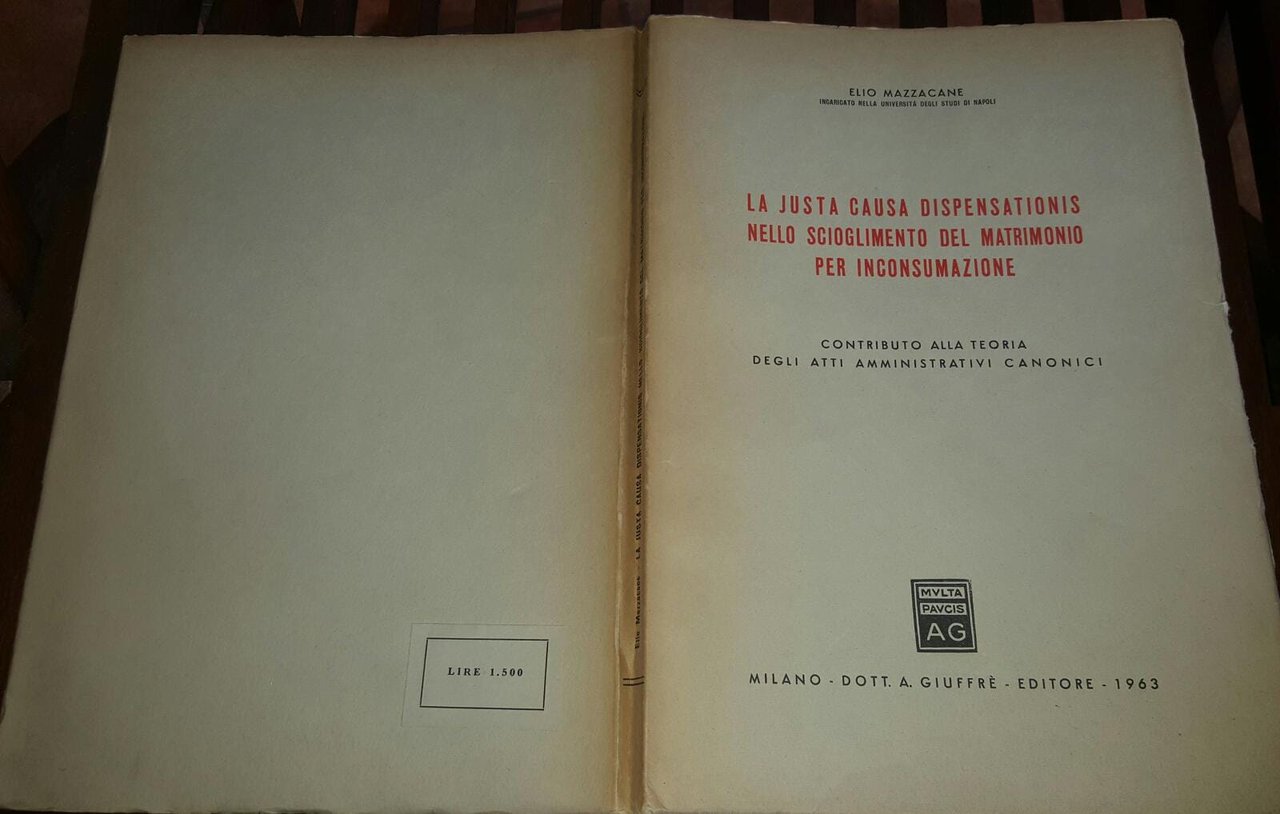 ELIO MAZZACANE
INCARICATO NELLA UNIVERSITÀ DEGLI STUDI DI NAPOLI
LA JUSTA CAUSA DISPENSATIONIS
NELLO SCIOGLIMENTO DEL MATRIMONIO
PER INCONSUMAZIONE
CONTRIBUTO ALLA TEORIA
DEGLI ATTI AMMINISTRATIVI CANONICI
MVLTA
PAVCIS
AG
MILANO - DOTT. A. GIUFFRÈ - EDITORE - 1963
Elio Mazzacane - LA JUSTA CAUSA DISPENSATIONIS NELLO
LIRE 1.500